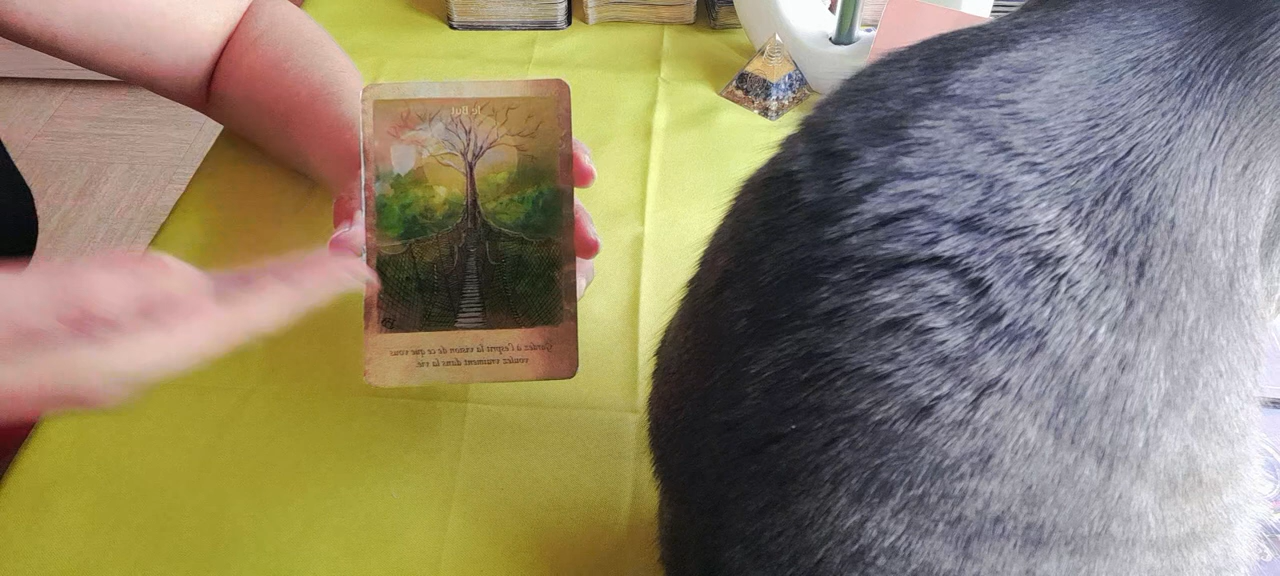 le But
Gardez à l'esprit la vision de ce que vous
voulez vraiment dans la vie.